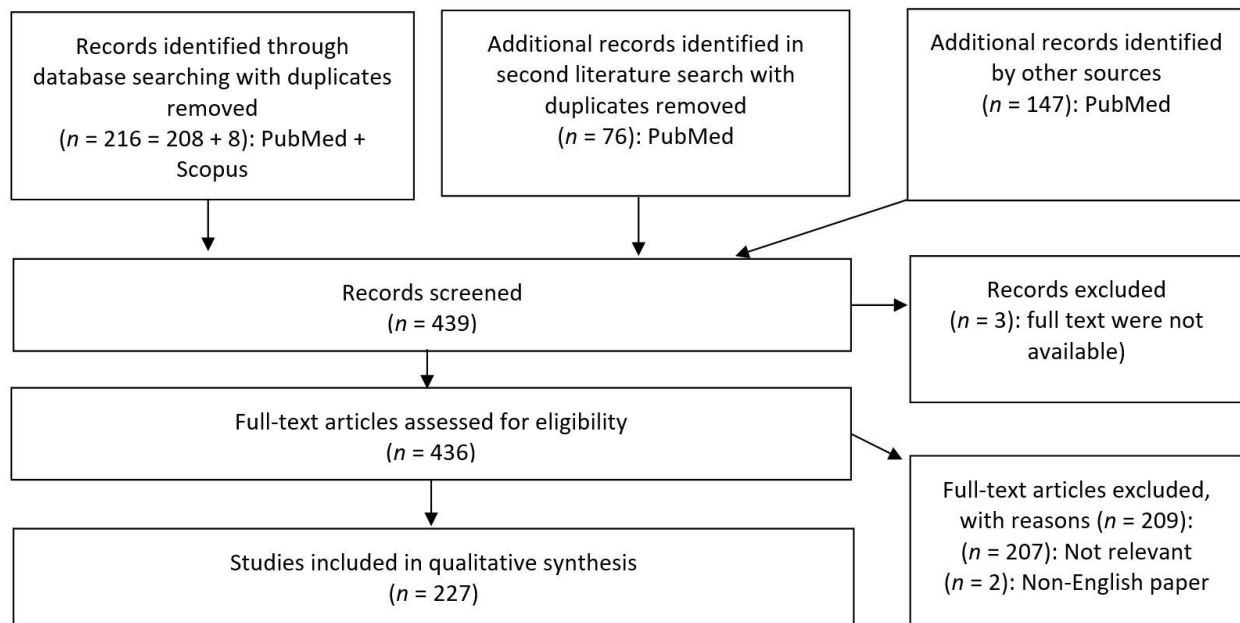 Records identified through
database searching with duplicates
removed
(n = 216 = 208 + 8): PubMed +
Scopus
Additional records identified in
second literature search with
duplicates removed
(n = 76): PubMed
Additional records identified
by other sources
(n = 147): PubMed
Records screened
(n = 439)
Records excluded
(n = 3): full text were not
available)
Full-text articles assessed for eligibility
(n = 436)
Full-text articles excluded,
with reasons (n = 209):
(n = 207): Not relevant
(n = 2): Non-English paper
Studies included in qualitative synthesis
(n = 227)